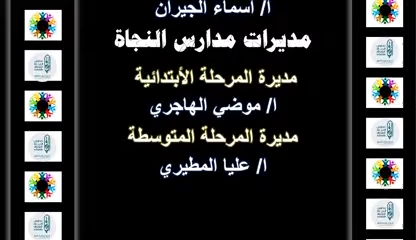 ا/ أسماء الجيران
مديرات مدارس النجاة
مديرة المرحلة الأبتدائية
ا/ موضي الهاجري
مديرة المرحلة المتوسطة
ا/ عليا المطيري